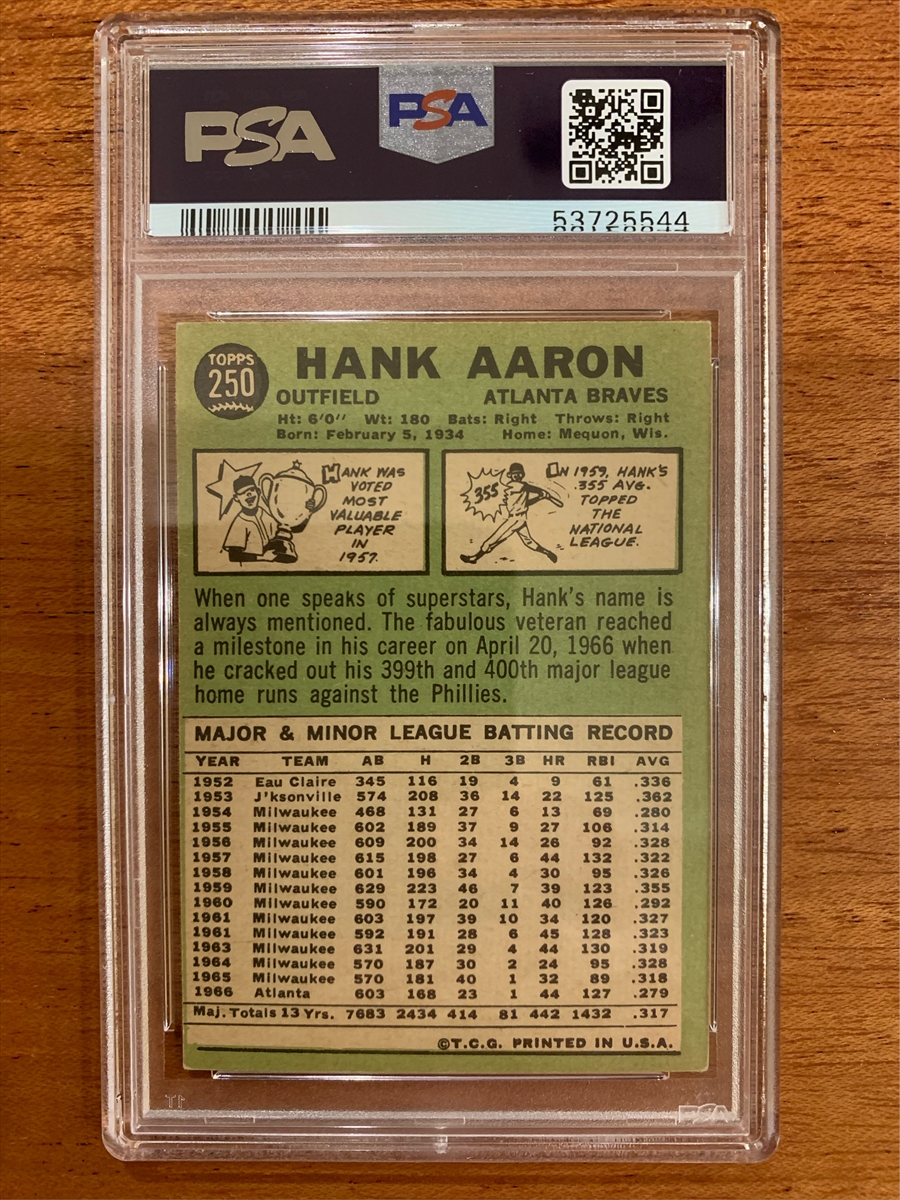 PSA
PSA
53725544
TOPPS
250
HANK AARON
OUTFIELD ATLANTA BRAVES
Ht: 6'0" Wt: 180 Bats: Right Throws: Right
Born: February 5, 1934 Home: Mequon, Wis.
HANK WAS
VOTED
MOST
VALUABLE
PLAYER
IN
1957.
355
IN 1959, HANK'S
.355 AVG.
TOPPED
THE
NATIONAL
LEAGUE.
When one speaks of superstars, Hank's name is
always mentioned. The fabulous veteran reached
a milestone in his career on April 20, 1966 when
he cracked out his 399th and 400th major league
home runs against the Phillies.
MAJOR & MINOR LEAGUE BATTING RECORD
YEAR TEAM AB H 2B 3B HR RBI AVG
1952 Eau Claire 345 116 19 4 9 61 .336
1953 J'ksonville 574 208 36 14 22 125 .362
1954 Milwaukee 468 131 27 6 13 69 .280
1955 Milwaukee 602 189 37 9 27 106 .314
1956 Milwaukee 609 200 34 14 26 92 .328
1957 Milwaukee 615 198 27 6 44 132 .322
1958 Milwaukee 601 196 34 4 30 95 .326
1959 Milwaukee 629 223 46 7 39 123 .355
1960 Milwaukee 590 172 20 11 40 126 .292
1961 Milwaukee 603 197 39 10 34 120 .327
1961 Milwaukee 592 191 28 6 45 128 .323
1963 Milwaukee 631 201 29 4 44 130 .319
1964 Milwaukee 570 187 30 2 24 95 .328
1965 Milwaukee 570 181 40 1 32 89 .318
1966 Atlanta 603 168 23 1 44 127 .279
Maj. Totals 13 Yrs. 7683 2434 414 81 442 1432 .317
©T.C.G. PRINTED IN U.S.A.
PSA